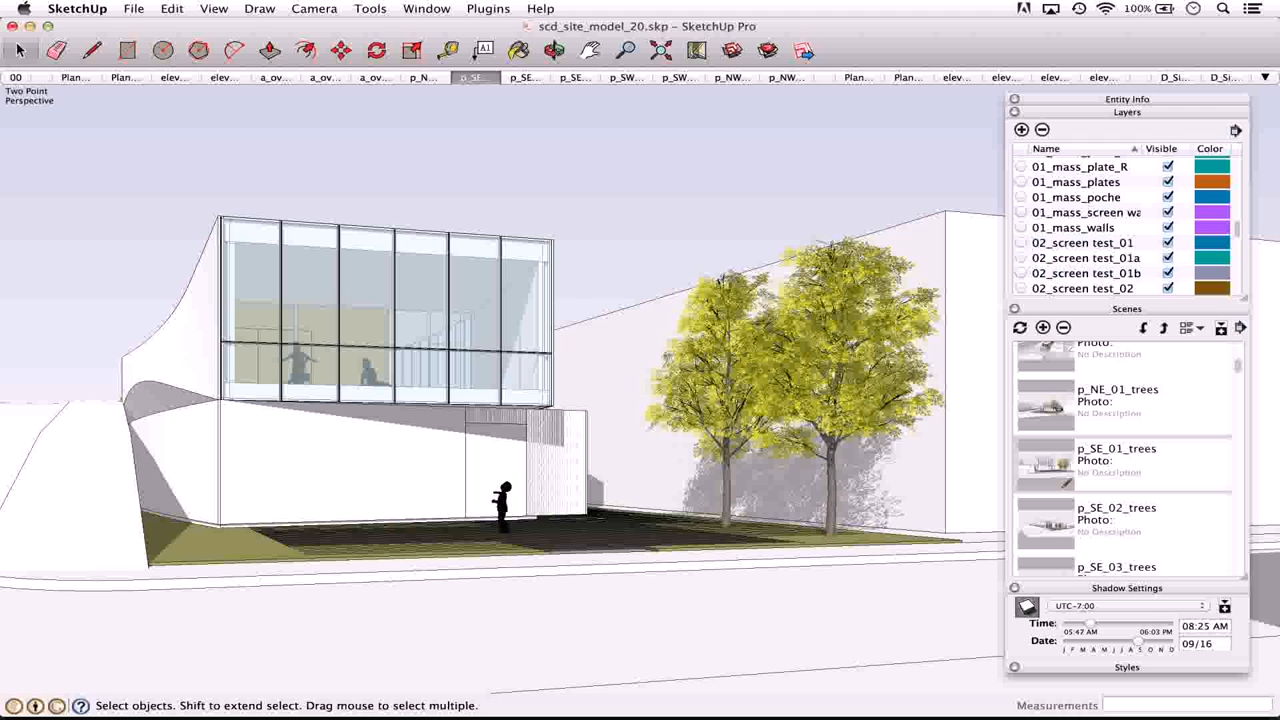 SketchUp File Edit View Draw Camera Tools Window Plugins Help 100%
scd_site_model_20.skp – SketchUp Pro
A1
00 Plan... Plan... elev... elev... a_ov... a_ov... a_ov... p_N... p_SE... p_SE... p_SE... p_SW... p_SW... p_NW... p_NW... Plan... Plan... elev... elev... elev... elev... D_Si... D_Si...
Two Point
Perspective
Entity Info
Layers
Name Visible Color
01_mass_plate_R
01_mass_plates
01_mass_poche
01_mass_screen wa
01_mass_walls
02_screen test_01
02_screen test_01a
02_screen test_01b
02_screen test_02
Scenes
Photo:
No Description
p_NE_01_trees
Photo:
No Description
p_SE_01_trees
Photo:
p_SE_02_trees
Photo:
No Description
p_SE_03_trees
Shadow Settings
UTC-7:00
Time: 05:47 AM 06:03 PM 08:25 AM
Date: J F M A M J J A S O N D 09/16
Styles
Select objects. Shift to extend select. Drag mouse to select multiple.
Measurements